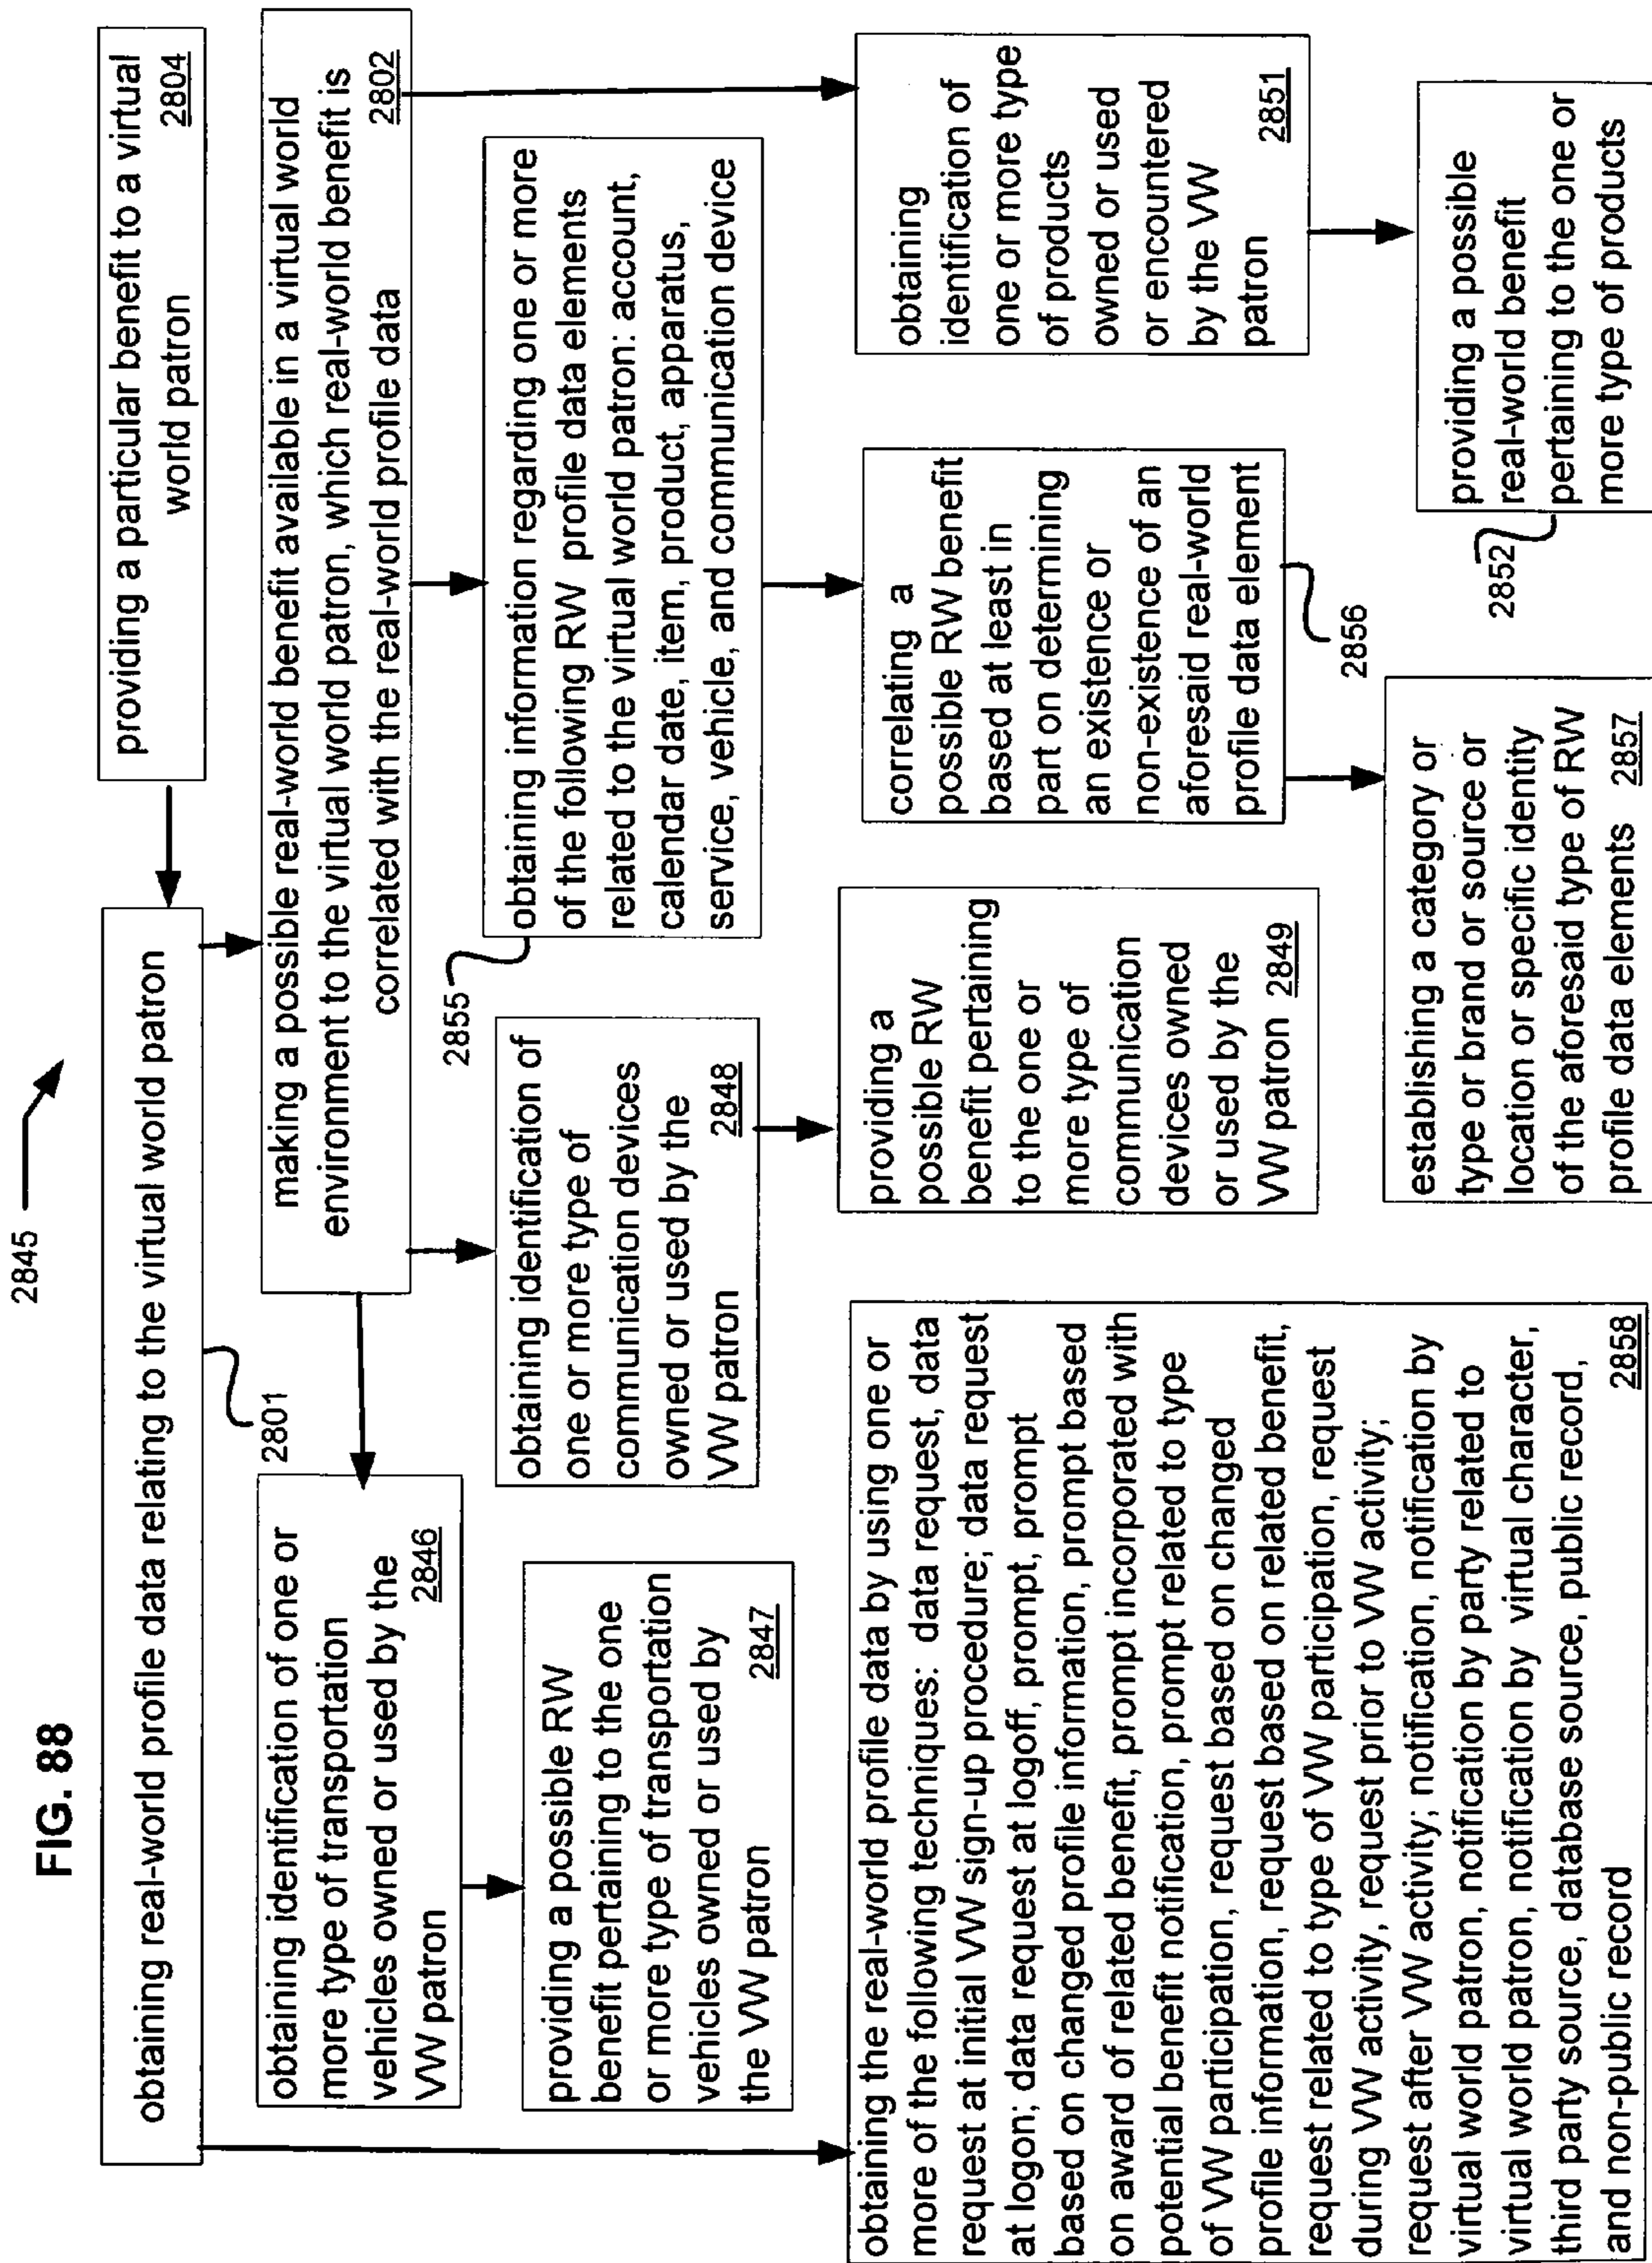 FIG. 88
2845
providing a particular benefit to a virtual
world patron
2804
obtaining real-world profile data relating to the virtual world patron
2801
making a possible real-world benefit available in a virtual world
environment to the virtual world patron, which real-world benefit is
correlated with the real-world profile data
2802
obtaining identification of one or
more type of transportation
vehicles owned or used by the
VW patron
2846
providing a possible RW
benefit pertaining to the one
or more type of transportation
vehicles owned or used by
the VW patron
2847
obtaining identification of
one or more type of
communication devices
owned or used by the
VW patron
2848
providing a
possible RW
benefit pertaining
to the one or
more type of
communication
devices owned
or used by the
VW patron 2849
2855
obtaining information regarding one or more
of the following RW profile data elements
related to the virtual world patron: account,
calendar date, item, product, apparatus,
service, vehicle, and communication device
correlating a
possible RW benefit
based at least in
part on determining
an existence or
non-existence of an
aforesaid real-world
profile data element
2856
establishing a category or
type or brand or source or
location or specific identity
of the aforesaid type of RW
profile data elements 2857
obtaining
identification of
one or more type
of products
owned or used
or encountered
by the VW
patron
2851
2852
providing a possible
real-world benefit
pertaining to the one or
more type of products
obtaining the real-world profile data by using one or
more of the following techniques: data request, data
request at initial VW sign-up procedure; data request
at logon; data request at logoff, prompt, prompt
based on changed profile information, prompt based
on award of related benefit, prompt incorporated with
potential benefit notification, prompt related to type
of VW participation, request based on changed
profile information, request based on related benefit,
request related to type of VW participation, request
during VW activity, request prior to VW activity;
request after VW activity; notification, notification by
virtual world patron, notification by party related to
virtual world patron, notification by virtual character,
third party source, database source, public record,
and non-public record
2858